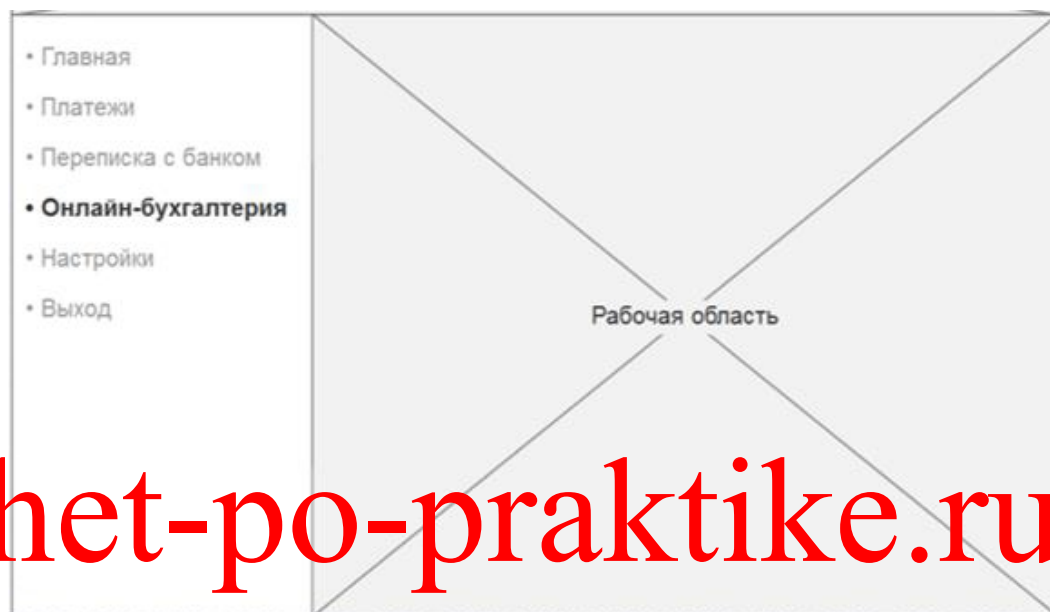 • Главная
• Платежи
• Переписка с банком
• Онлайн-бухгалтерия
• Настройки
• Выход
Рабочая область
het-po-praktike.ru